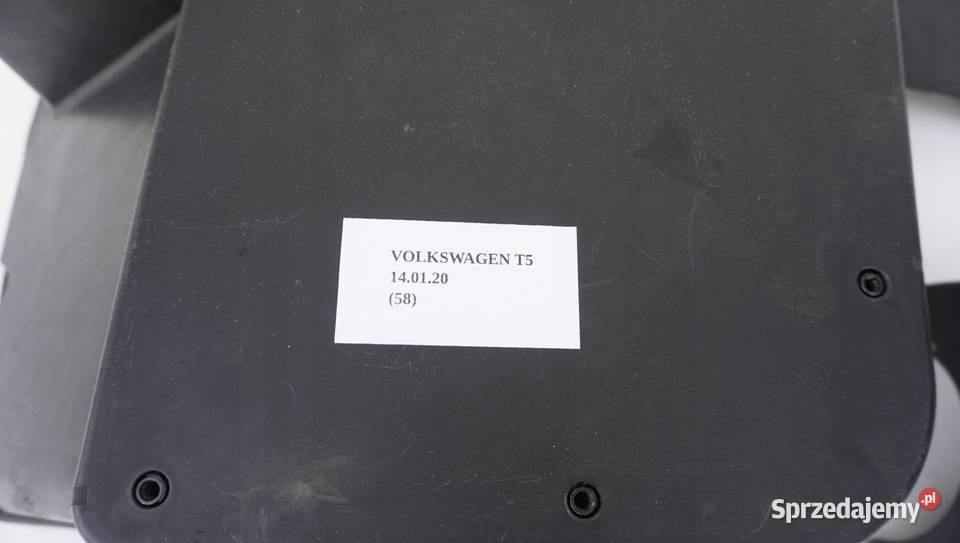 VOLKSWAGEN T5
14.01.20
(58)
Sprzedajemy.pl